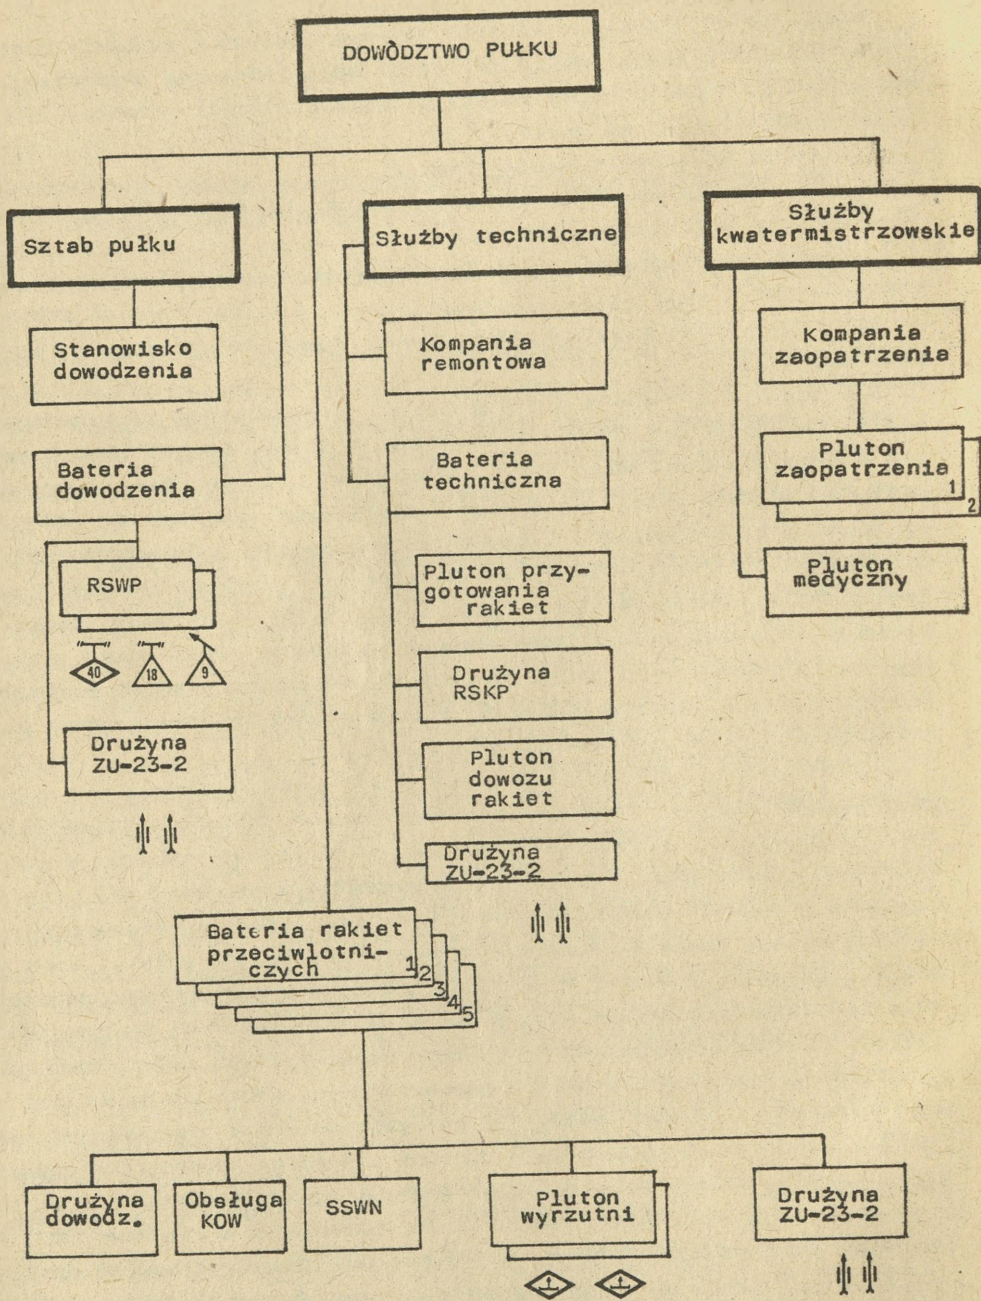 DOWÓDZTWO PUŁKU
Sztab pułku
Służby techniczne
Służby
kwatermistrzowskie
Stanowisko
dowodzenia
Kompania
remontowa
Kompania
zaopatrzenia
Bateria
dowodzenia
Bateria
techniczna
Pluton
zaopatrzenia
1
2
RSWP
40
18
9
Pluton przy-
gotowania
rakiet
Pluton
medyczny
Drużyna
RSKP
Drużyna
ZU-23-2
Pluton
dowozu
rakiet
Drużyna
ZU-23-2
Bateria rakiet
przeciwlotni-
czych
1
2
3
4
5
Drużyna
dowodz.
Obsługa
KOW
SSWN
Pluton
wyrzutni
Drużyna
ZU-23-2